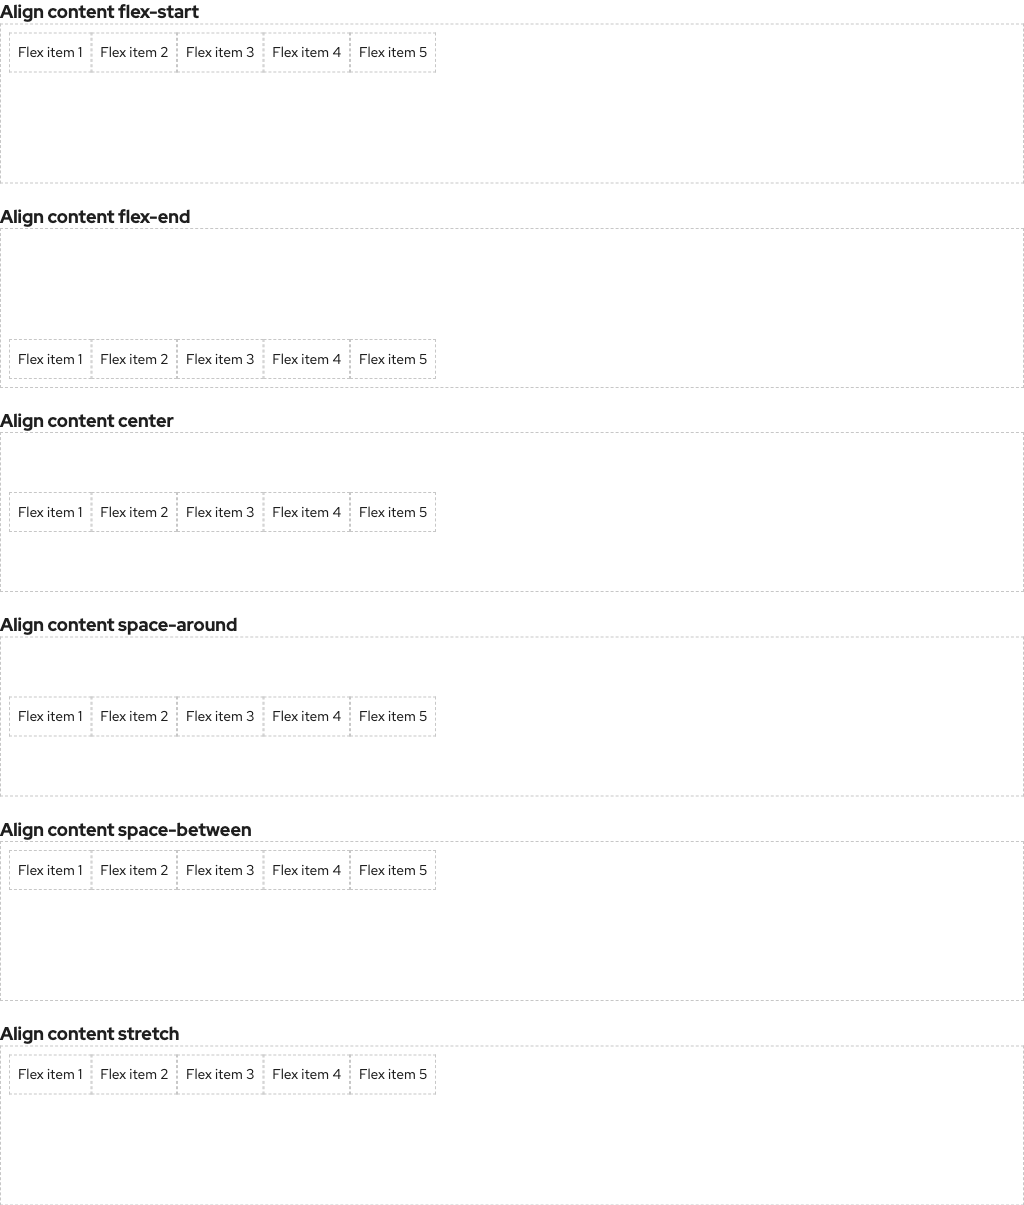 Align content flex-start
Flex item 1 Flex item 2 Flex item 3 Flex item 4 Flex item 5
Align content flex-end
Flex item 1 Flex item 2 Flex item 3 Flex item 4 Flex item 5
Align content center
Flex item 1 Flex item 2 Flex item 3 Flex item 4 Flex item 5
Align content space-around
Flex item 1 Flex item 2 Flex item 3 Flex item 4 Flex item 5
Align content space-between
Flex item 1 Flex item 2 Flex item 3 Flex item 4 Flex item 5
Align content stretch
Flex item 1 Flex item 2 Flex item 3 Flex item 4 Flex item 5